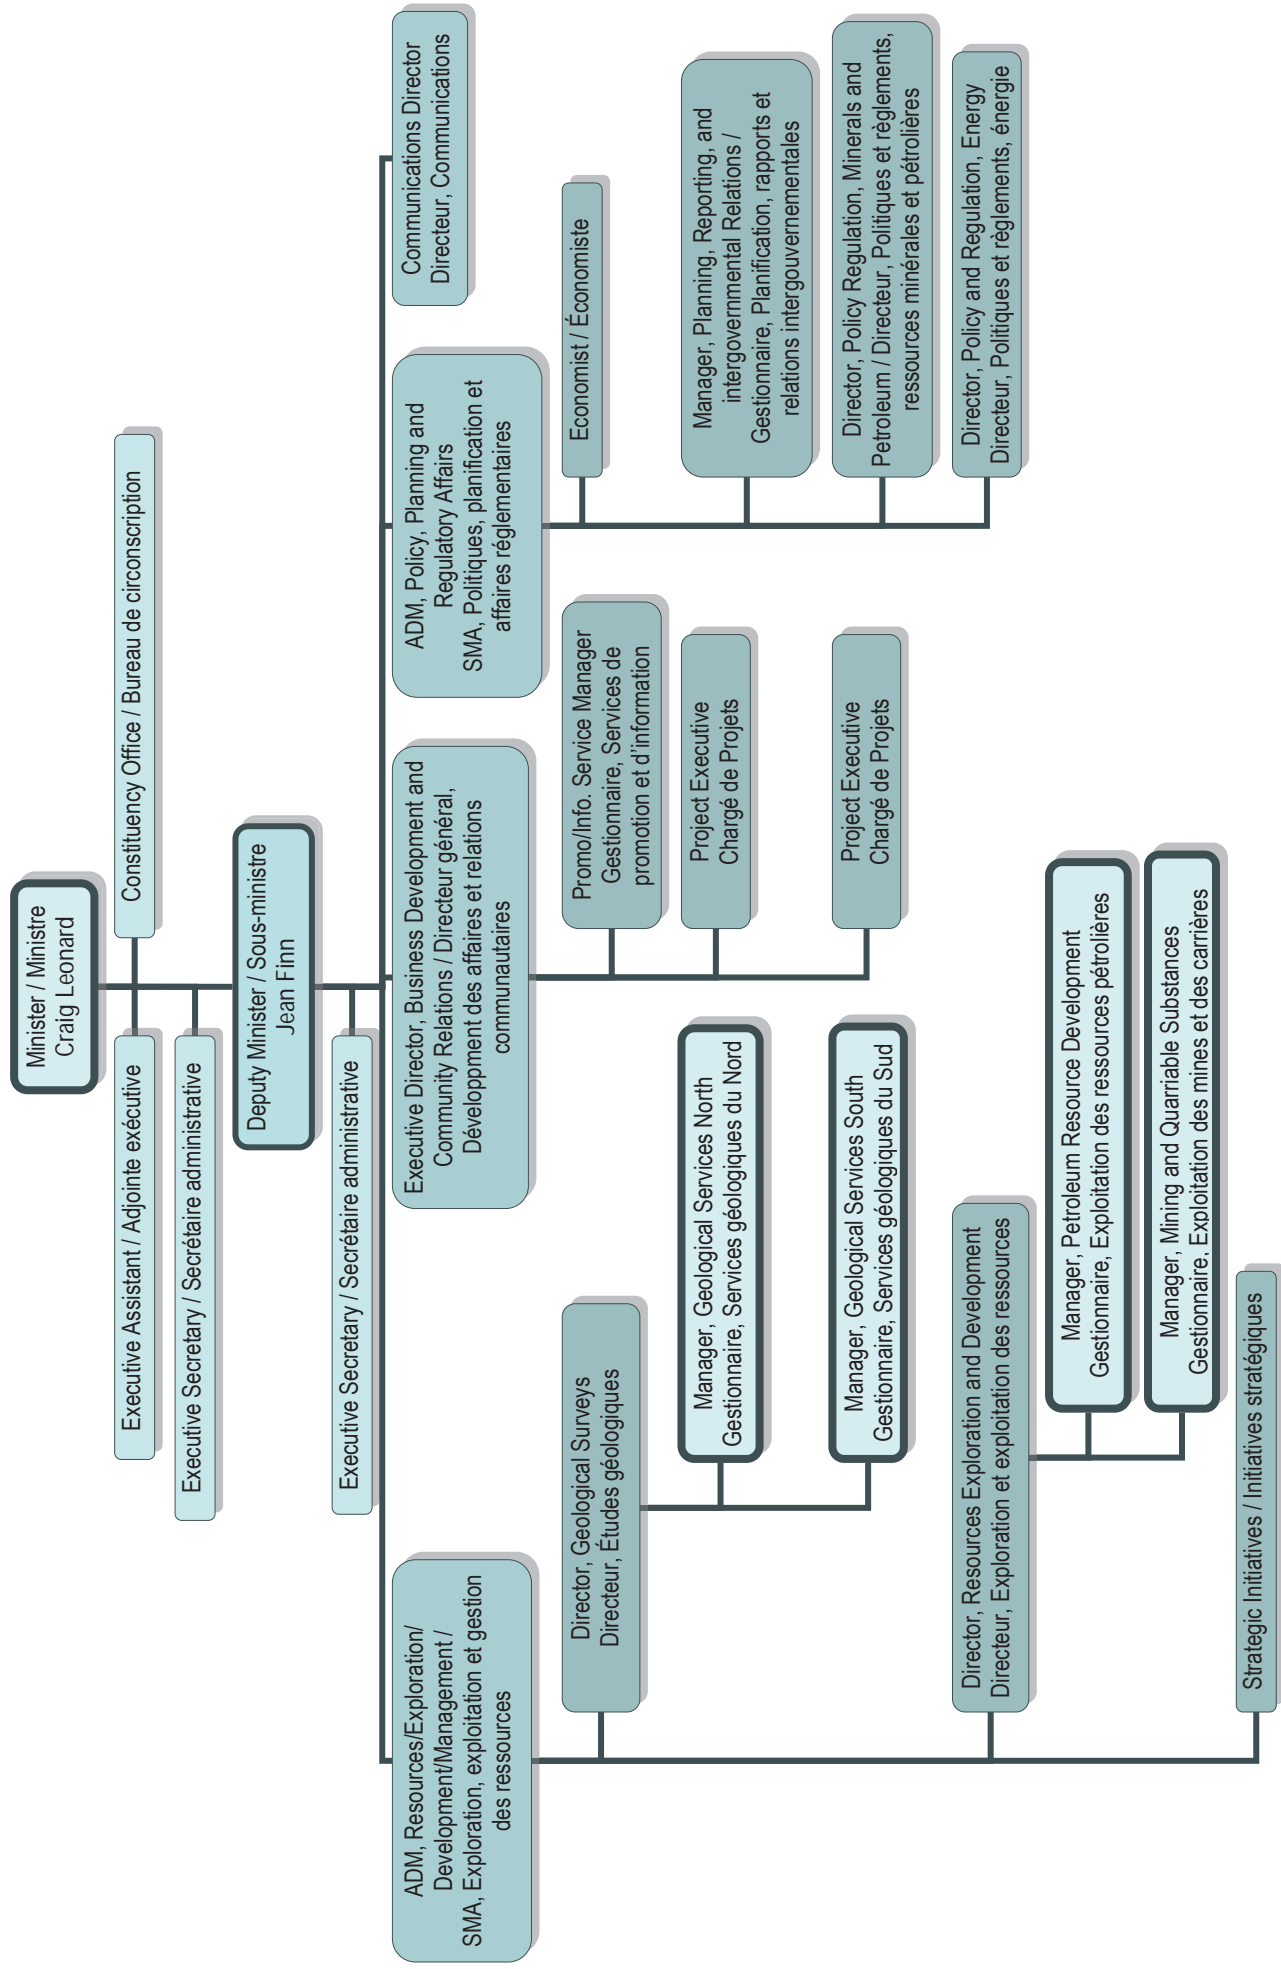 Minister / Ministre
Craig Leonard
Executive Assistant / Adjointe exécutive
Constituency Office / Bureau de circonscription
Executive Secretary / Secrétaire administrative
Deputy Minister / Sous-ministre
Jean Finn
Executive Secretary / Secrétaire administrative
ADM, Resources/Exploration/
Development/Management /
SMA, Exploration, exploitation et gestion
des ressources
Executive Director, Business Development and
Community Relations / Directeur général,
Développment des affaires et relations
communautaires
ADM, Policy, Planning and
Regulatory Affairs
SMA, Politiques, planification et
affaires réglementaires
Communications Director
Directeur, Communications
Director, Geological Surveys
Directeur, Études géologiques
Manager, Geological Services North
Gestionnaire, Services géologiques du Nord
Manager, Geological Services South
Gestionnaire, Services géologiques du Sud
Director, Resources Exploration and Development
Directeur, Exploration et exploitation des ressources
Manager, Petroleum Resource Development
Gestionnaire, Exploitation des ressources pétrolières
Manager, Mining and Quarriable Substances
Gestionnaire, Exploitation des mines et des carrières
Strategic Initiatives / Initiatives stratégiques
Promo/Info. Service Manager
Gestionnaire, Services de
promotion et d'information
Project Executive
Chargé de Projets
Project Executive
Chargé de Projets
Economist / Économiste
Manager, Planning, Reporting, and
intergovernmental Relations /
Gestionnaire, Planification, rapports et
relations intergouvernementales
Director, Policy Regulation, Minerals and
Petroleum / Directeur, Politiques et règlements,
ressources minérales et pétrolières
Director, Policy and Regulation, Energy
Directeur, Politiques et règlements, énergie